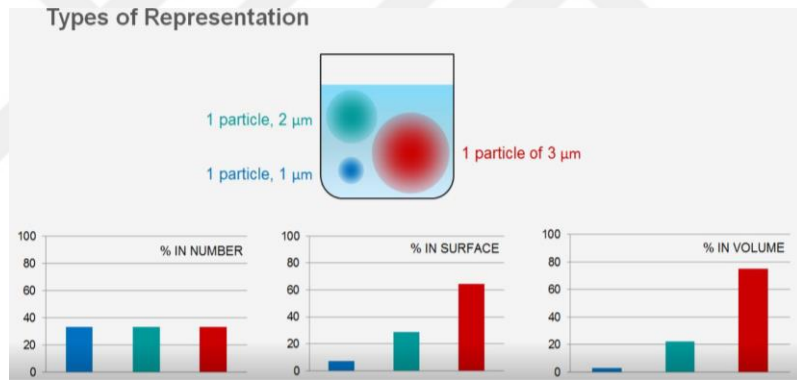 Types of Representation
1 particle, 2 μm
1 particle of 3 μm
1 particle, 1 μm
% IN NUMBER
100
80
60
40
20
0
% IN SURFACE
100
80
60
40
20
0
% IN VOLUME
100
80
60
40
20
0